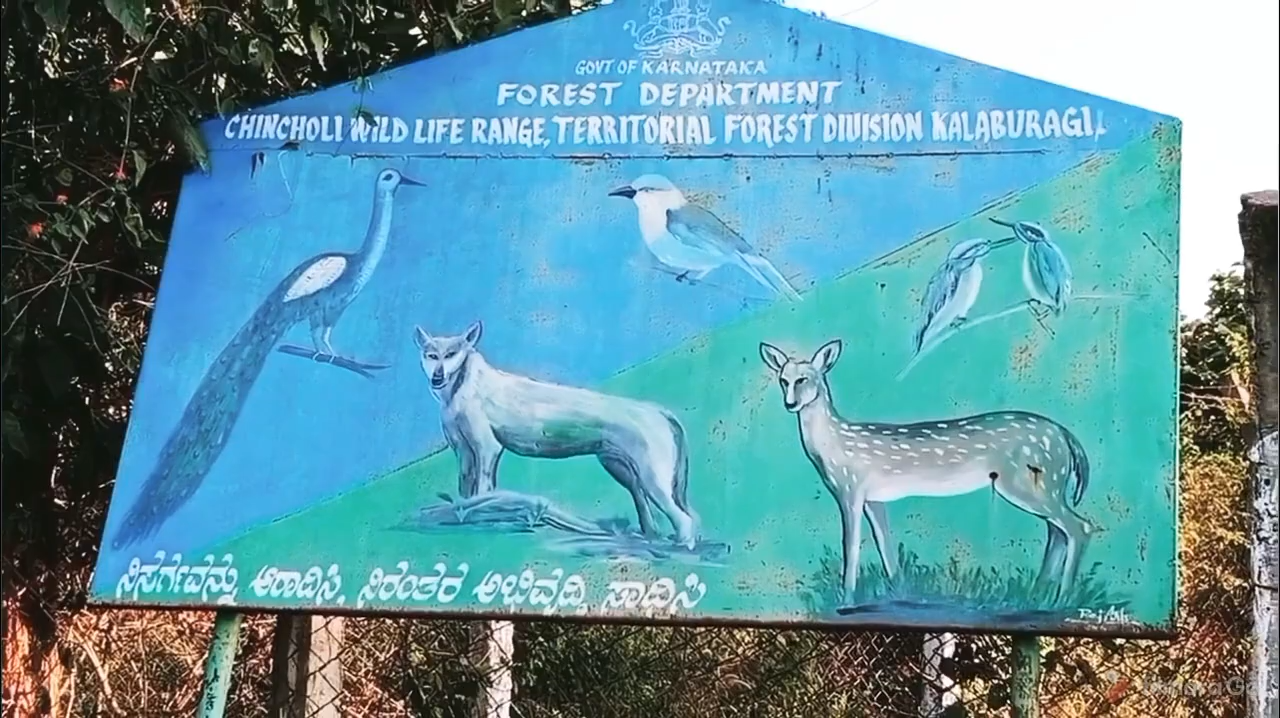 GOVT OF KARNATAKA
FOREST DEPARTMENT
CHINCHOLI WILD LIFE RANGE, TERRITORIAL FOREST DIVISION KALABURAGI.
ನಿಸರ್ಗವನ್ನು ಆರಾಧಿಸಿ, ನಿರಂತರ ಅಭಿವೃದ್ಧಿ ಸಾಧಿಸಿ